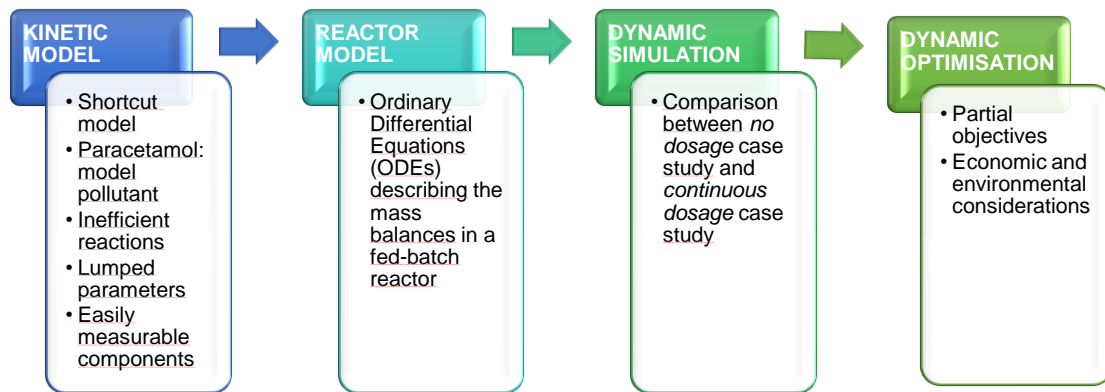 KINETIC
MODEL
• Shortcut
model
• Paracetamol:
model
pollutant
• Inefficient
reactions
• Lumped
parameters
• Easily
measurable
components
REACTOR
MODEL
• Ordinary
Differential
Equations
(ODEs)
describing the
mass
balances in a
fed-batch
reactor
DYNAMIC
SIMULATION
• Comparison
between no
dosage case
study and
continuous
dosage case
study
DYNAMIC
OPTIMISATION
• Partial
objectives
• Economic and
environmental
considerations